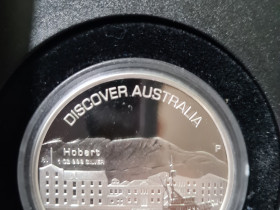 DISCOVER AUSTRALIA
Hobart
1 OZ 999 SILVER
P